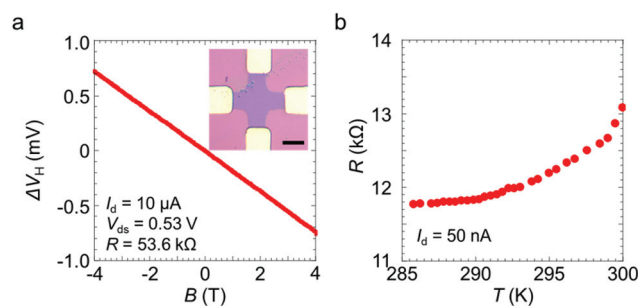 a
1.0
0.5
0
-0.5
-1.0
ΔV_H (mV)
I_d = 10 μA
V_ds = 0.53 V
R = 53.6 kΩ
-4 -2 0 2 4
B (T)
b
14
13
12
11
R (kΩ)
I_d = 50 nA
285 290 295 300
T (K)